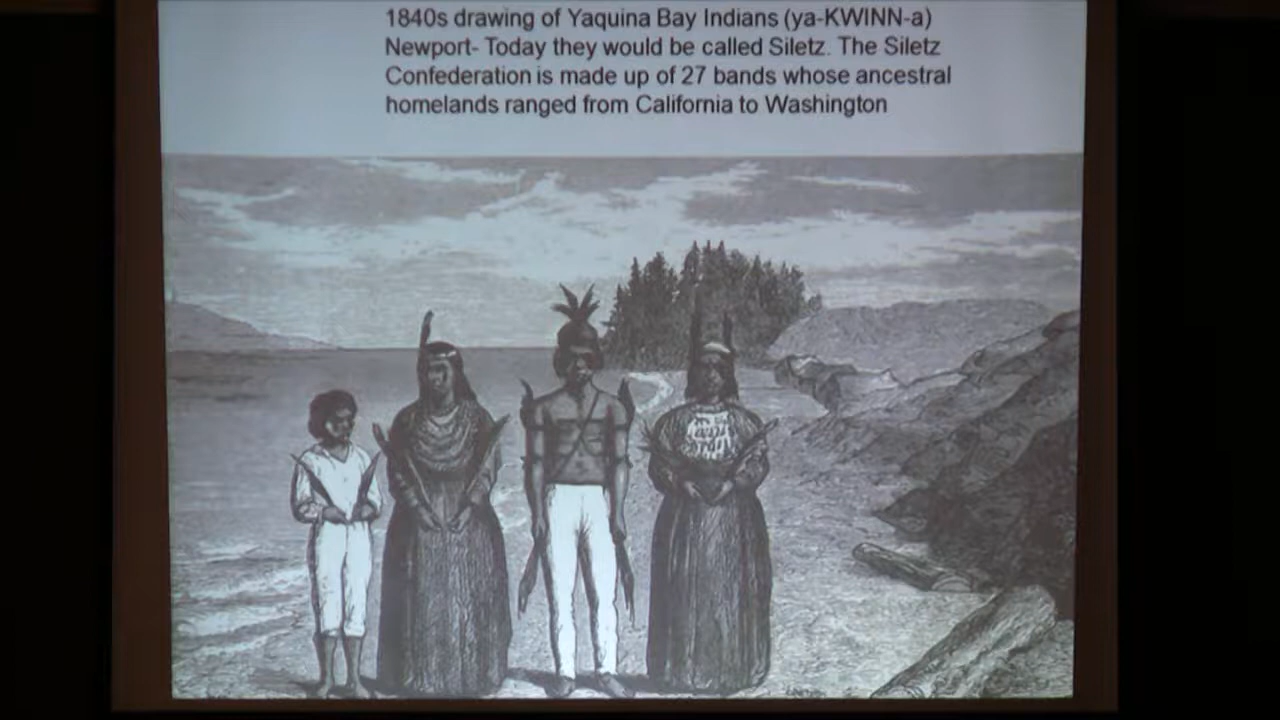 1840s drawing of Yaquina Bay Indians (ya-KWINN-a)
Newport- Today they would be called Siletz. The Siletz
Confederation is made up of 27 bands whose ancestral
homelands ranged from California to Washington